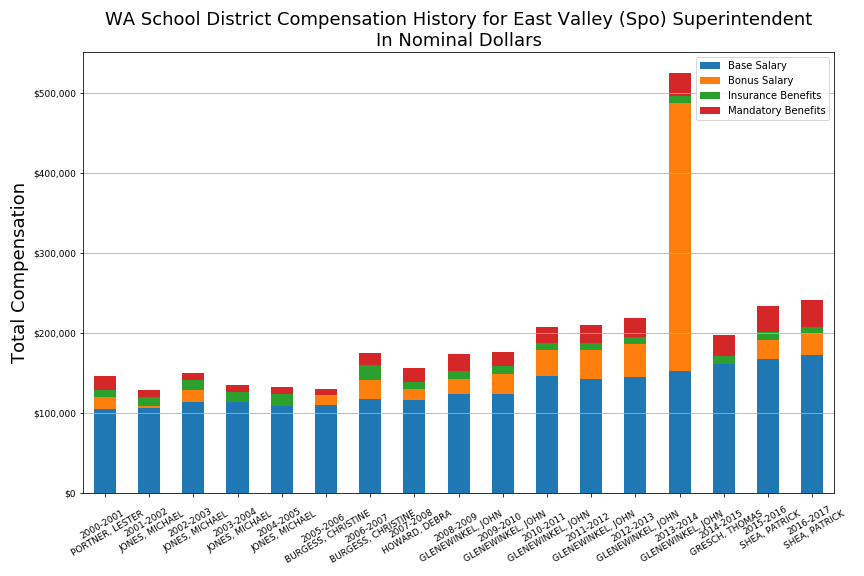 WA School District Compensation History for East Valley (Spo) Superintendent
In Nominal Dollars
Base Salary
Bonus Salary
Insurance Benefits
Mandatory Benefits
Total Compensation
$500,000
$400,000
$300,000
$200,000
$100,000
$0
2000-2001
PORTNER, LESTER
2001-2002
JONES, MICHAEL
2002-2003
JONES, MICHAEL
2003-2004
JONES, MICHAEL
2004-2005
JONES, MICHAEL
2005-2006
BURGESS, CHRISTINE
2006-2007
BURGESS, CHRISTINE
2007-2008
HOWARD, DEBRA
2008-2009
GLENEWINKEL, JOHN
2009-2010
GLENEWINKEL, JOHN
2010-2011
GLENEWINKEL, JOHN
2011-2012
GLENEWINKEL, JOHN
2012-2013
GLENEWINKEL, JOHN
2013-2014
GLENEWINKEL, JOHN
2014-2015
GRESCH, THOMAS
2015-2016
SHEA, PATRICK
2016-2017
SHEA, PATRICK